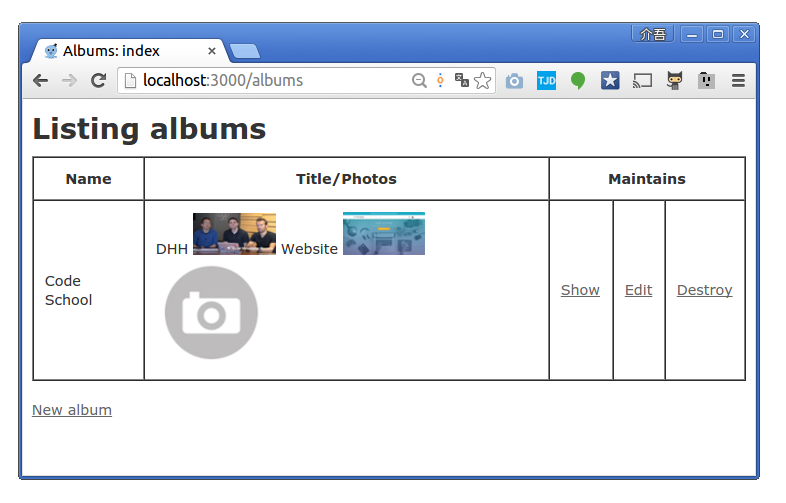 介吾
Albums: index
localhost:3000/albums
TJD
Listing albums
Name Title/Photos Maintains
DHH Website
Code
School
Show Edit Destroy
New album